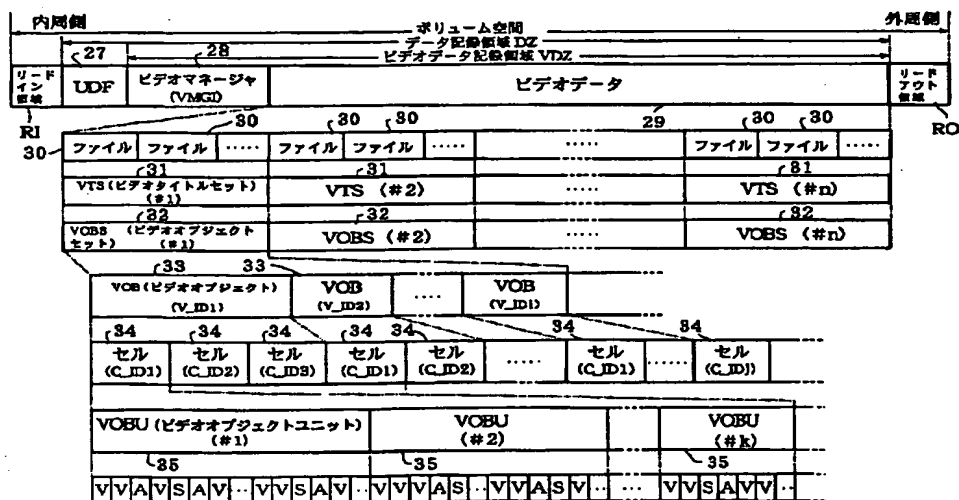 内周側 外周側
ボリューム空間
データ記録領域 DZ
ビデオデータ記録領域 VDZ
27 28
リードイン領域 UDF ビデオマネージャ(VMGI) ビデオデータ リードアウト領域
RI 30 30 30 29 30 30 RO
30 ファイル ファイル ..... ファイル ファイル ..... ..... ファイル ファイル .....
31 31 31
VTS (ビデオタイトルセット) (#1) VTS (#2) ..... VTS (#n)
32 32 32
VOBS (ビデオオブジェクトセット) (#1) VOBS (#2) ..... VOBS (#n)
33 33
VOB (ビデオオブジェクト) (V_ID1) VOB (V_ID2) ..... VOB (V_IDi)
34 34 34 34 34 34 34
セル (C_ID1) セル (C_ID2) セル (C_ID3) セル (C_ID1) セル (C_ID2) ..... セル (C_ID1) ..... セル (C_IDj)
VOBU (ビデオオブジェクトユニット) (#1) VOBU (#2) ... VOBU (#k)
35 35 35
V V A V S A V ... V V S A V ... V V V A S ... V V A S V ... ... V V S A V V ..